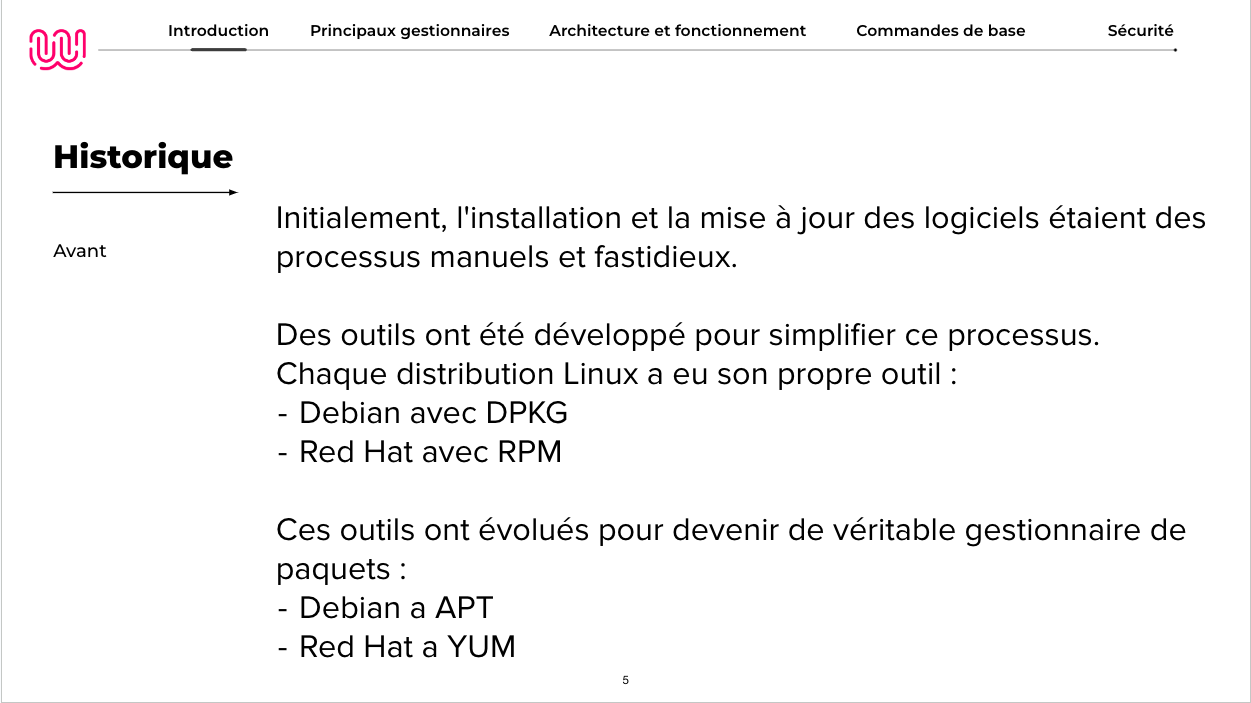 Introduction
Principaux gestionnaires
Architecture et fonctionnement
Commandes de base
Sécurité
Historique
Avant
Initialement, l'installation et la mise à jour des logiciels étaient des
processus manuels et fastidieux.
Des outils ont été développé pour simplifier ce processus.
Chaque distribution Linux a eu son propre outil :
- Debian avec DPKG
- Red Hat avec RPM
Ces outils ont évolués pour devenir de véritable gestionnaire de
paquets :
- Debian a APT
- Red Hat a YUM
5